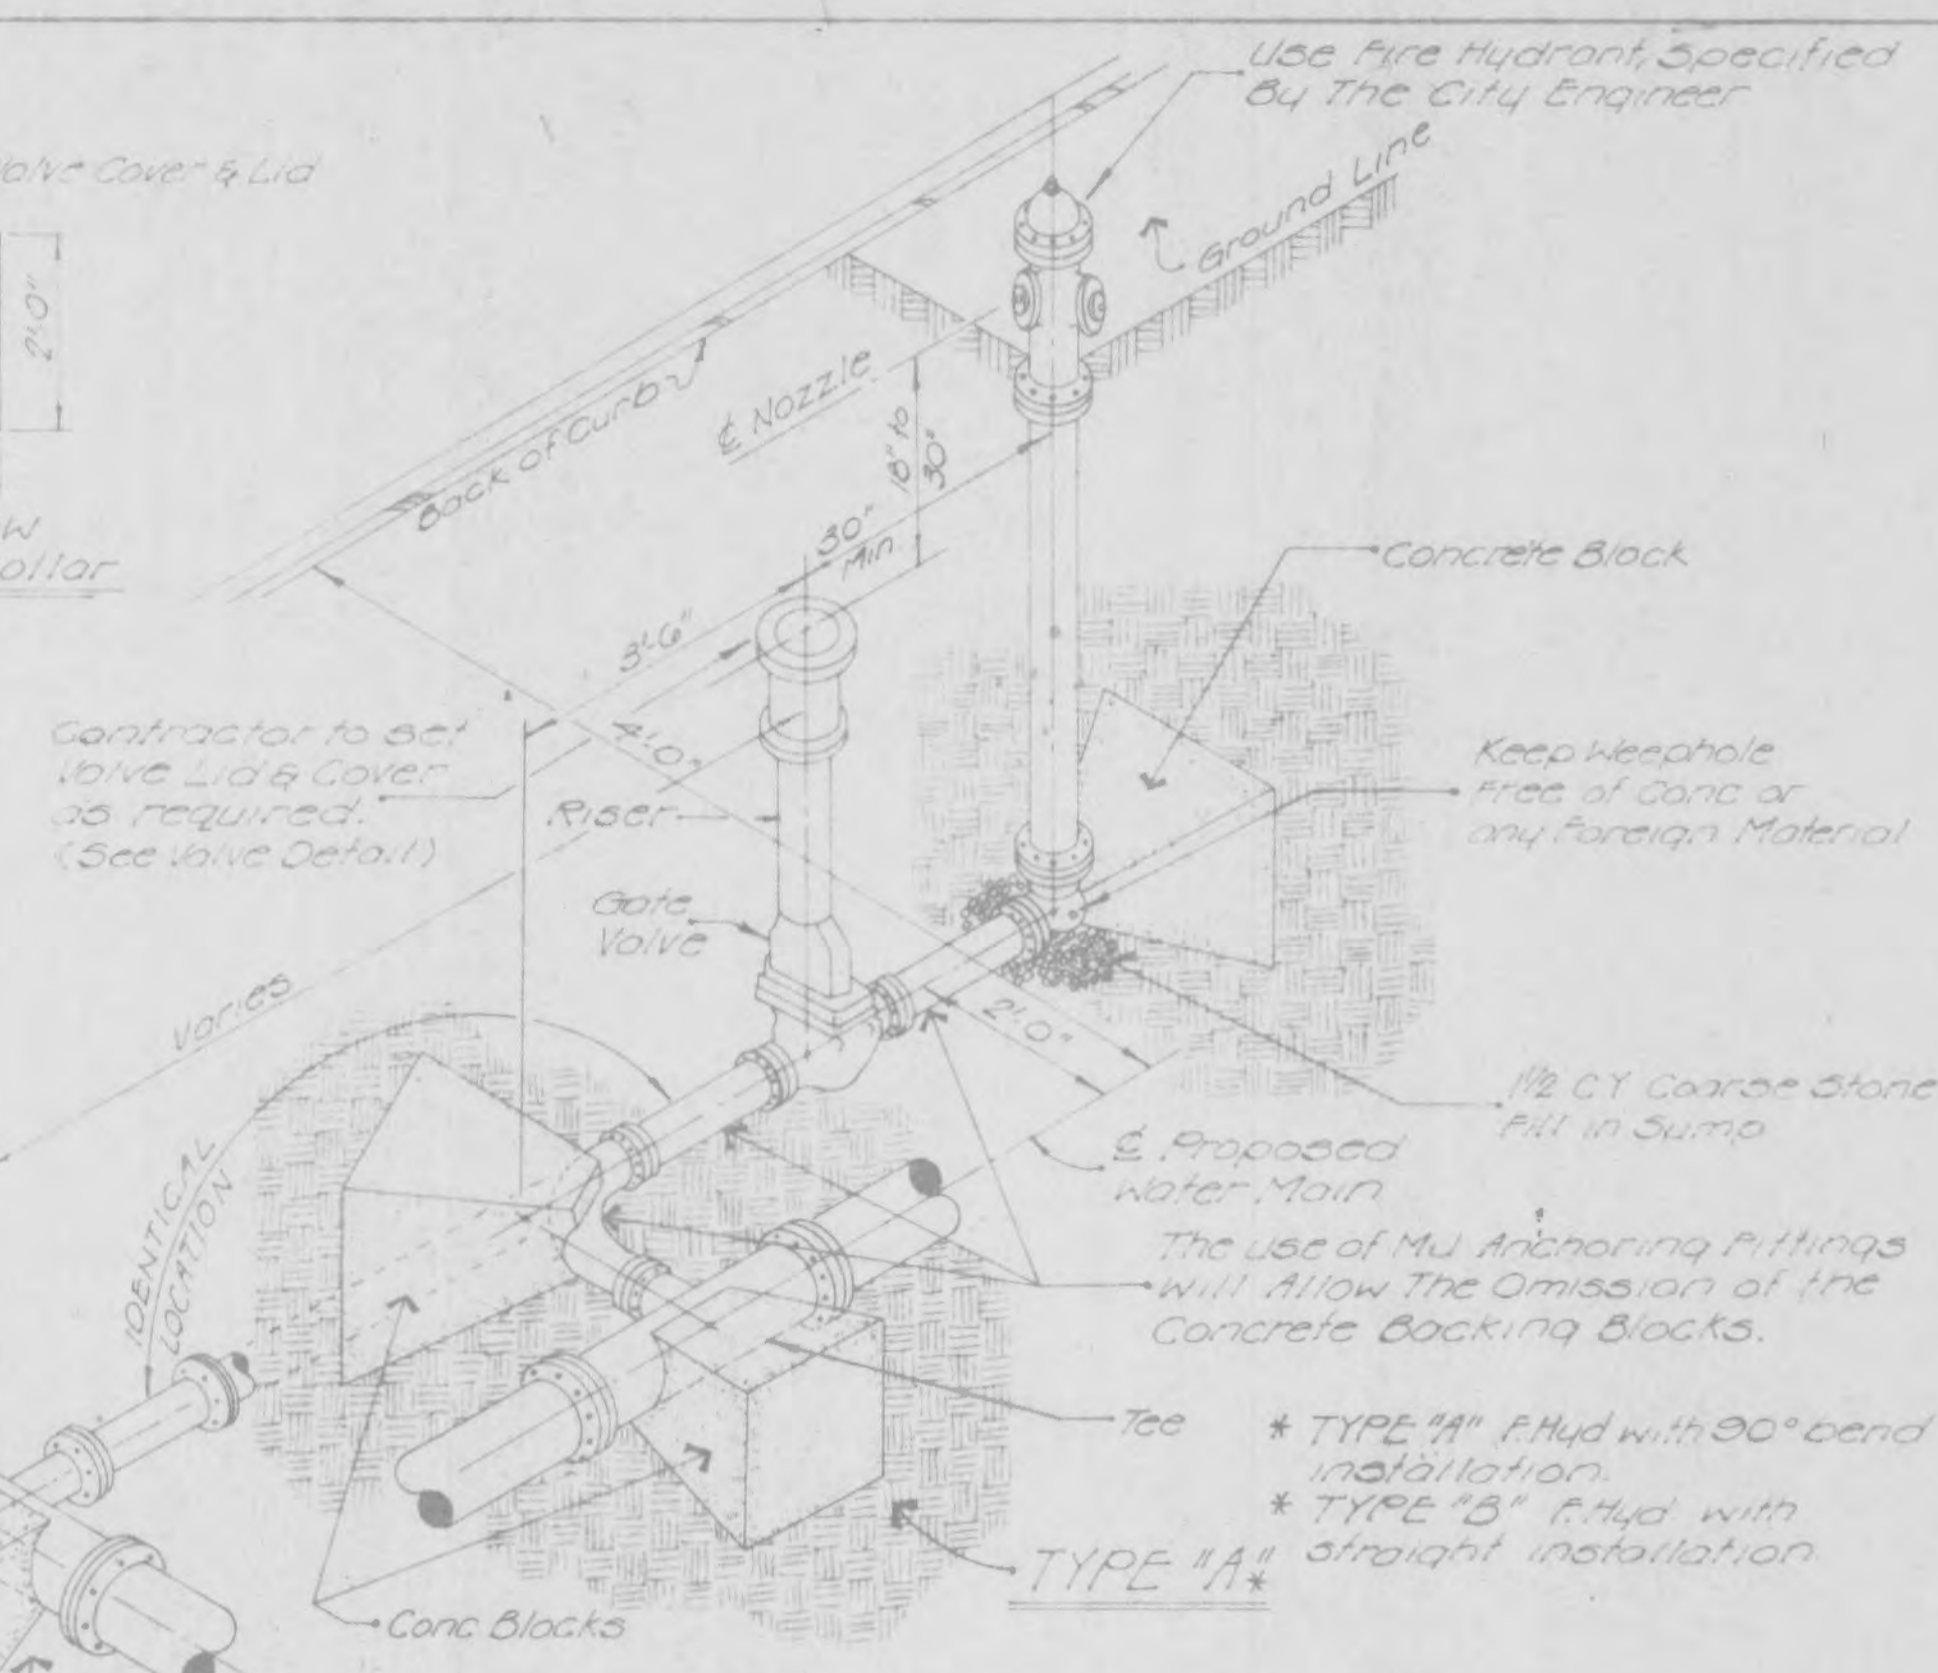 Use Fire Hydrant, Specified
By The City Engineer
Valve Cover & Lid
Ground Line
2'-0"
Back of Curb
₵ Nozzle
18" to
30"
30"
Min.
3'-6"
4'-0"
Concrete Block
Contractor to set
Valve Lid & Cover
as required.
(See Valve Detail)
Riser
Keep Weephole
Free of Conc or
any Foreign Material
Gate
Valve
Varies
2'-0"
1½ CY Coarse Stone
Fill in Sump
₵ Proposed
Water Main
IDENTICAL
LOCATION
The use of MJ Anchoring Fittings
Will Allow The Omission of the
Concrete Backing Blocks.
Tee
* TYPE "A" F.Hyd with 90° bend
installation.
* TYPE "B" F.Hyd with
straight installation
TYPE "A"*
Conc Blocks